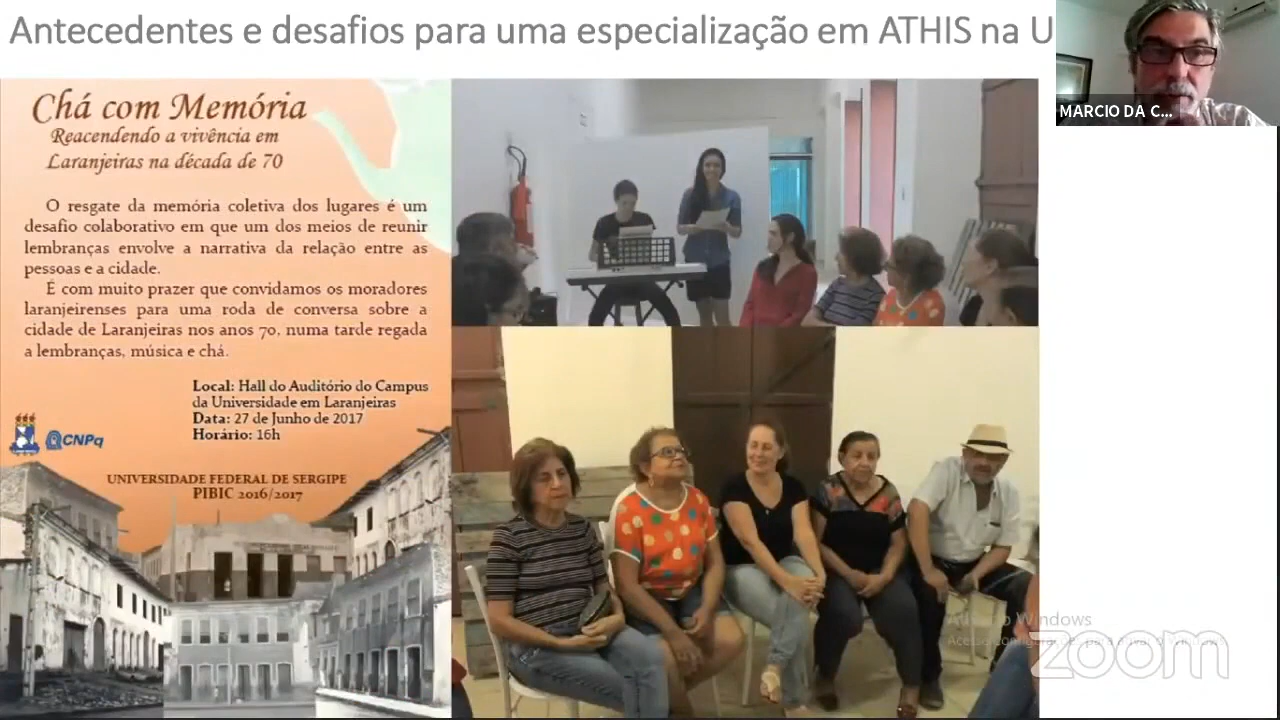 Antecedentes e desafios para uma especialização em ATHIS na U
MARCIO DA C...
Chá com Memória
Reacendendo a vivência em
Laranjeiras na década de 70
O resgate da memória coletiva dos lugares é um
desafio colaborativo em que um dos meios de reunir
lembranças envolve a narrativa da relação entre as
pessoas e a cidade.
É com muito prazer que convidamos os moradores
laranjeirenses para uma roda de conversa sobre a
cidade de Laranjeiras nos anos 70, numa tarde regada
a lembranças, música e chá.
Local: Hall do Auditório do Campus
da Universidade em Laranjeiras
Data: 27 de Junho de 2017
Horário: 16h
CNPq
UNIVERSIDADE FEDERAL DE SERGIPE
PIBIC 2016/2017
Windows
zoom